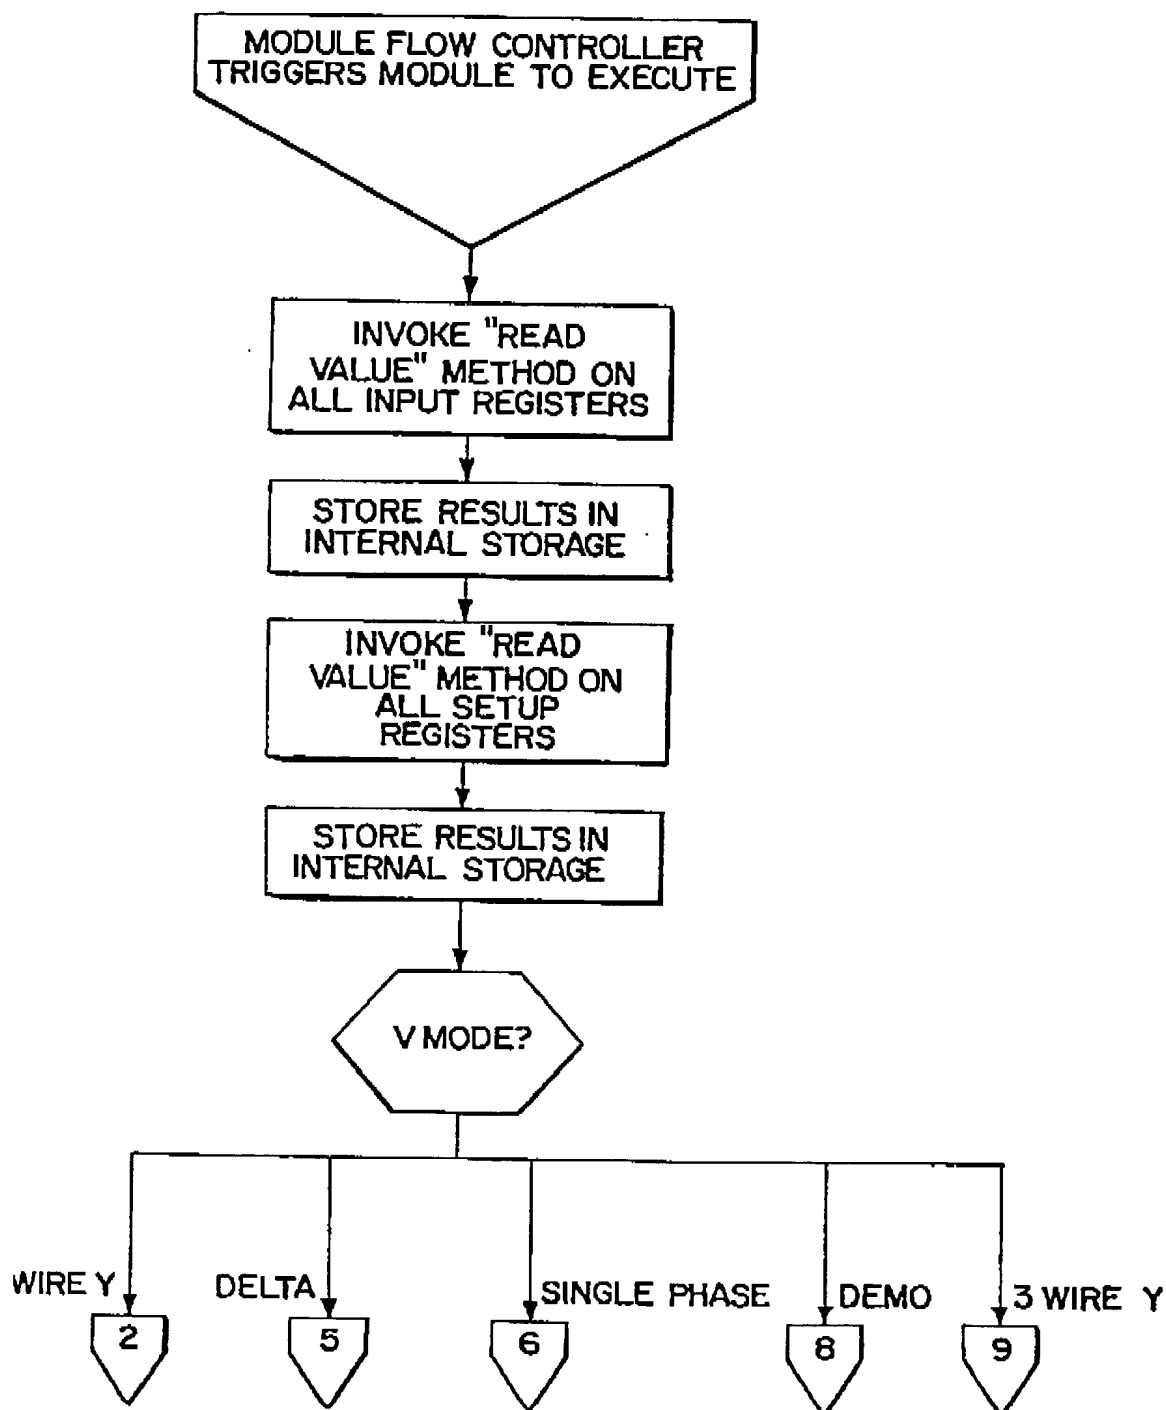 MODULE FLOW CONTROLLER
TRIGGERS MODULE TO EXECUTE
INVOKE "READ
VALUE" METHOD ON
ALL INPUT REGISTERS
STORE RESULTS IN
INTERNAL STORAGE
INVOKE "READ
VALUE" METHOD ON
ALL SETUP
REGISTERS
STORE RESULTS IN
INTERNAL STORAGE
V MODE?
WIRE Y
DELTA
SINGLE PHASE
DEMO
3 WIRE Y
2
5
6
8
9